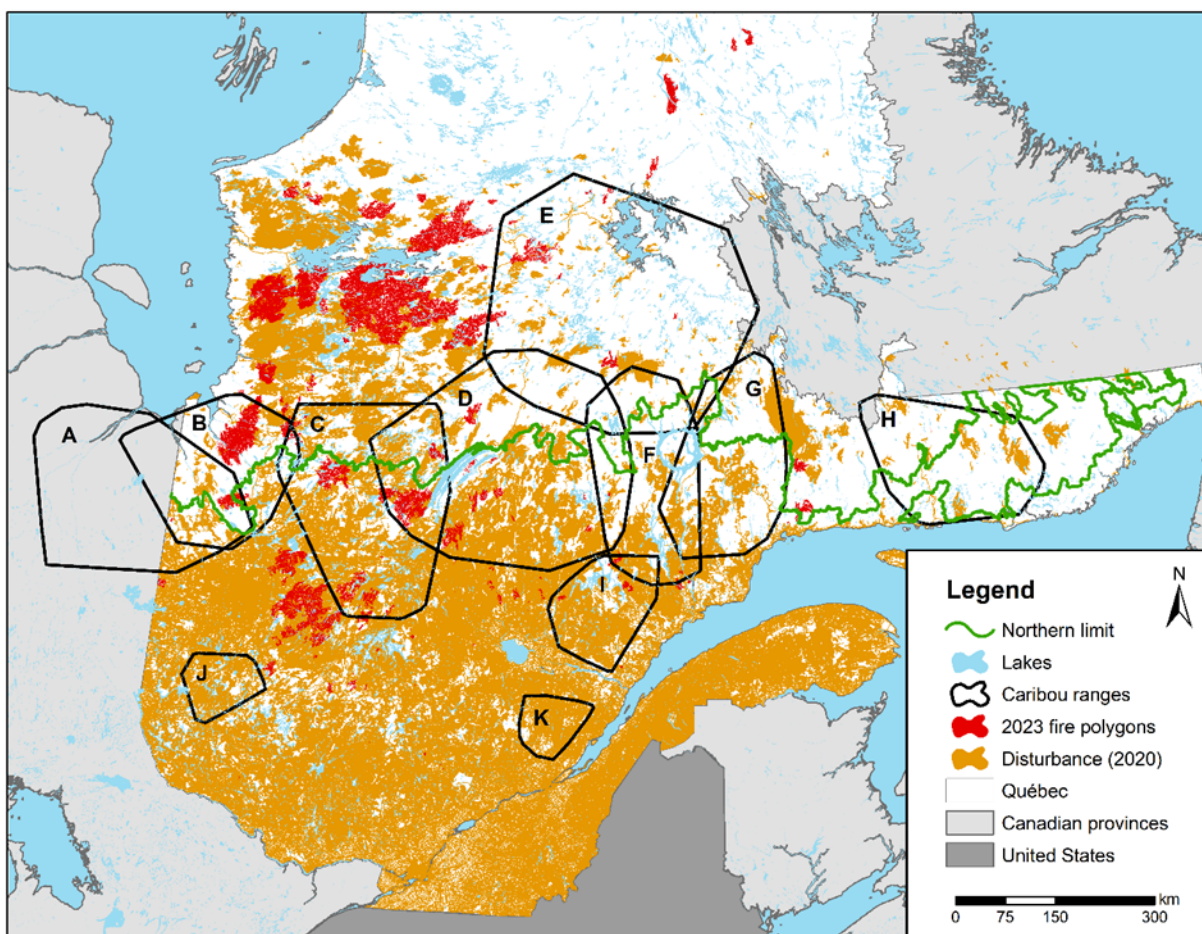 E
A
B
C
D
G
H
F
I
J
K
Legend
N
Northern limit
Lakes
Caribou ranges
2023 fire polygons
Disturbance (2020)
Québec
Canadian provinces
United States
km
0 75 150 300